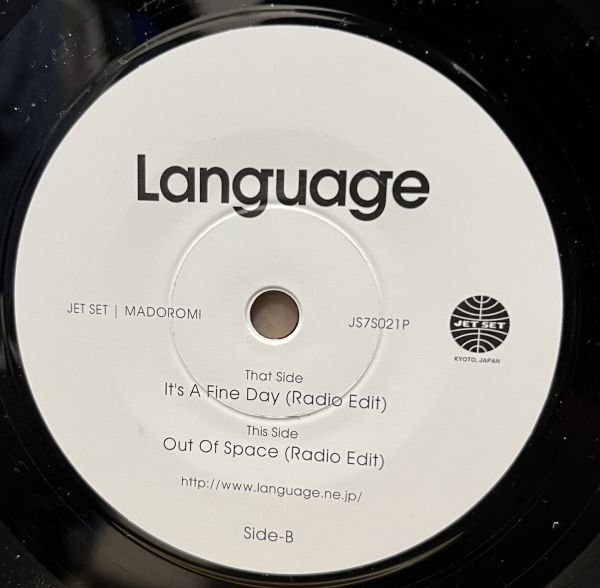 Language
JET SET | MADOROMI
JS7S021P
JET SET
KYOTO, JAPAN
That Side
It's A Fine Day (Radio Edit)
This Side
Out Of Space (Radio Edit)
http://www.language.ne.jp/
Side-B